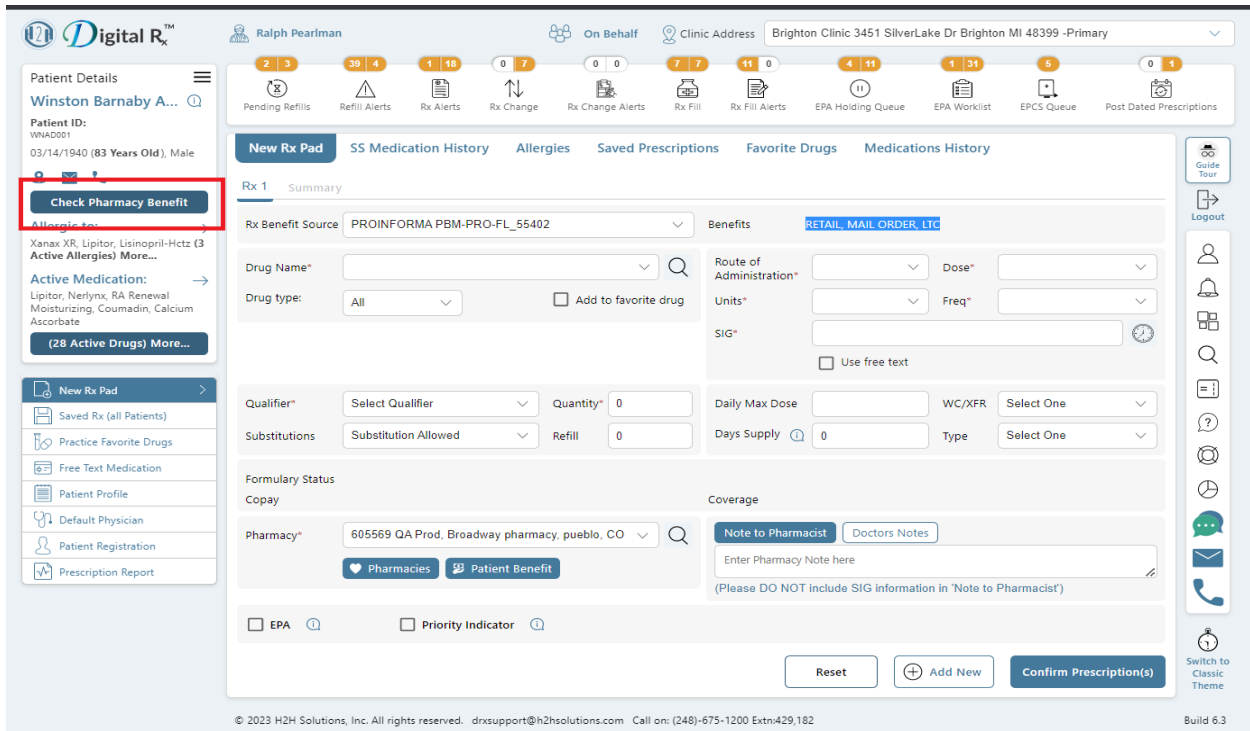 H2H Digital Rx™
Ralph Pearlman
On Behalf
Clinic Address
Brighton Clinic 3451 SilverLake Dr Brighton MI 48399 -Primary
2 3
39 4
1 18
0 7
0 0
7 7
11 0
4 11
1 31
5
0 1
Pending Refills
Refill Alerts
Rx Alerts
Rx Change
Rx Change Alerts
Rx Fill
Rx Fill Alerts
EPA Holding Queue
EPA Worklist
EPCS Queue
Post Dated Prescriptions
Patient Details
Winston Barnaby A...
Patient ID:
WNAD001
03/14/1940 (83 Years Old), Male
Check Pharmacy Benefit
Allergic to:
Xanax XR, Lipitor, Lisinopril-Hctz (3
Active Allergies) More...
Active Medication:
Lipitor, Nerlynx, RA Renewal
Moisturizing, Coumadin, Calcium
Ascorbate
(28 Active Drugs) More...
New Rx Pad
Saved Rx (all Patients)
Practice Favorite Drugs
Free Text Medication
Patient Profile
Default Physician
Patient Registration
Prescription Report
New Rx Pad
SS Medication History
Allergies
Saved Prescriptions
Favorite Drugs
Medications History
Rx 1
Summary
Rx Benefit Source
PROINFORMA PBM-PRO-FL_55402
Benefits
RETAIL, MAIL ORDER, LTC
Drug Name*
Drug type:
All
Add to favorite drug
Route of
Administration*
Dose*
Units*
Freq*
SIG*
Use free text
Qualifier*
Select Qualifier
Quantity*
0
Substitutions
Substitution Allowed
Refill
0
Daily Max Dose
WC/XFR
Select One
Days Supply
0
Type
Select One
Formulary Status
Copay
Coverage
Pharmacy*
605569 QA Prod, Broadway pharmacy, pueblo, CO
Pharmacies
Patient Benefit
Note to Pharmacist
Doctors Notes
Enter Pharmacy Note here
(Please DO NOT include SIG information in 'Note to Pharmacist')
EPA
Priority Indicator
Reset
Add New
Confirm Prescription(s)
Guide
Tour
Logout
Switch to
Classic
Theme
© 2023 H2H Solutions, Inc. All rights reserved. drxsupport@h2hsolutions.com Call on: (248)-675-1200 Extn:429,182
Build 6.3